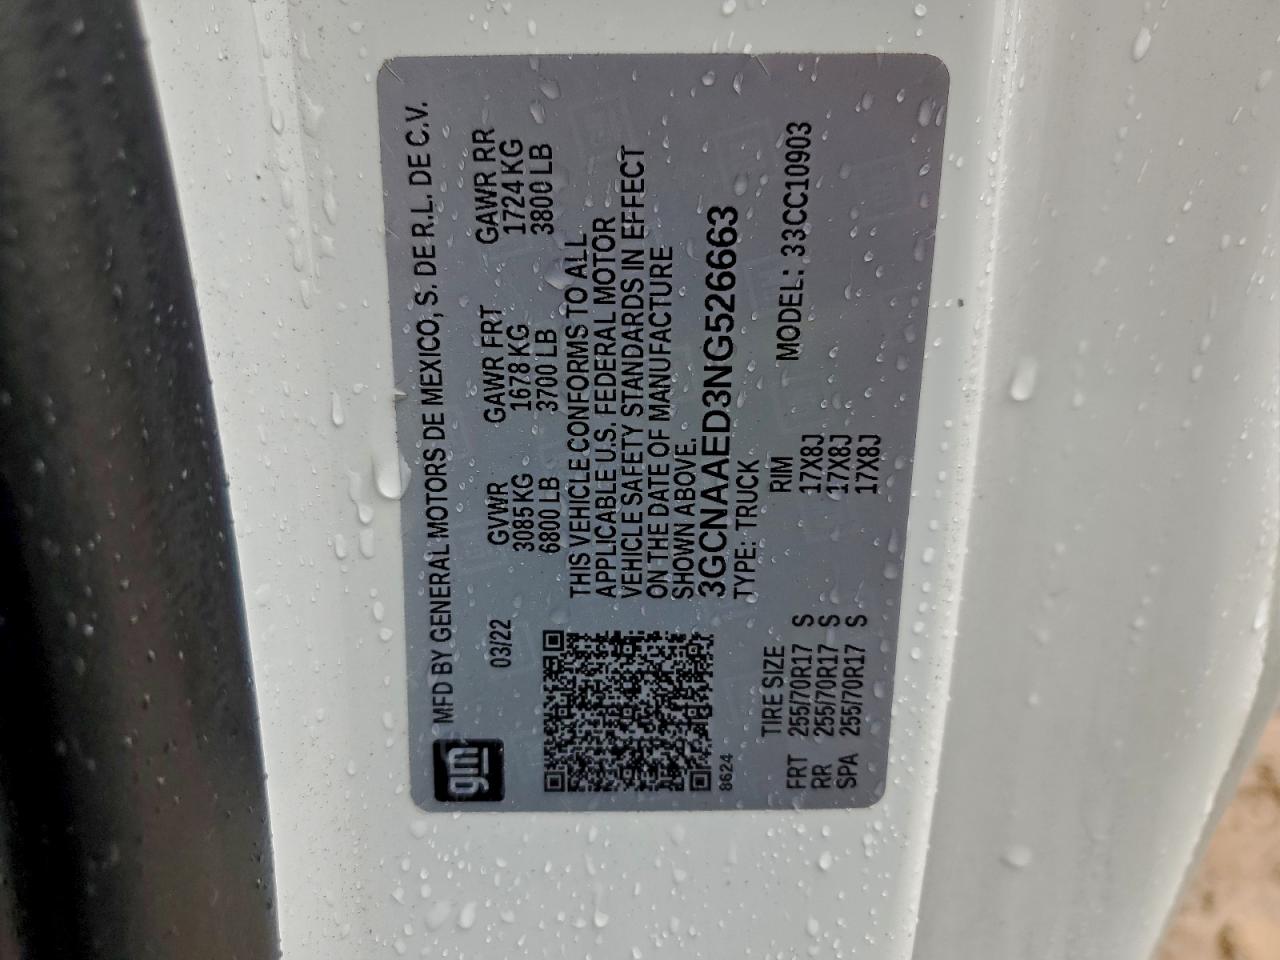 gm MFD BY GENERAL MOTORS DE MEXICO, S. DE R.L. DE C.V.
03/22 GVWR GAWR FRT GAWR RR
3085 KG 1678 KG 1724 KG
6800 LB 3700 LB 3800 LB
THIS VEHICLE CONFORMS TO ALL
APPLICABLE U.S. FEDERAL MOTOR
VEHICLE SAFETY STANDARDS IN EFFECT
ON THE DATE OF MANUFACTURE
SHOWN ABOVE.
3GCNAAED3NG526663
8624 TYPE: TRUCK
TIRE SIZE RIM MODEL: 33CC10903
FRT 255/70R17 S 17X8J
RR 255/70R17 S 17X8J
SPA 255/70R17 S 17X8J